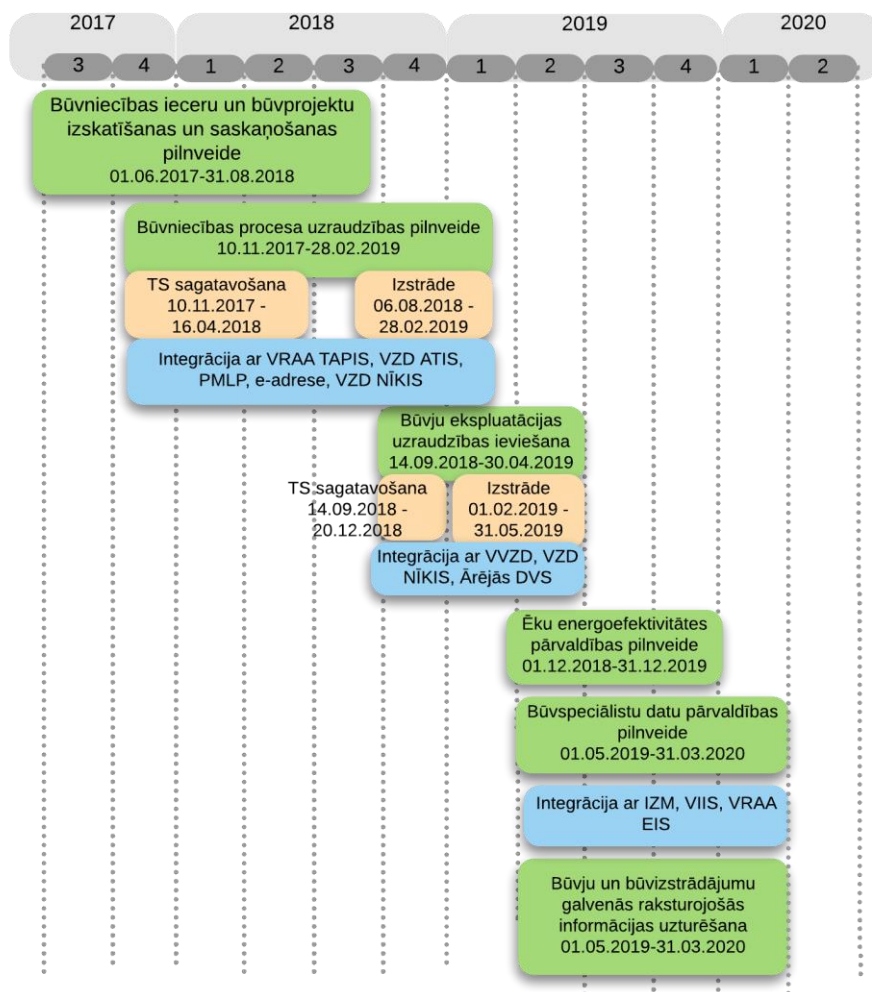 2017 2018 2019 2020
3 4 1 2 3 4 1 2 3 4 1 2
Būvniecības ieceru un būvprojektu
izskatīšanas un saskaņošanas
pilnveide
01.06.2017-31.08.2018
Būvniecības procesa uzraudzības pilnveide
10.11.2017-28.02.2019
TS sagatavošana
10.11.2017 -
16.04.2018
Izstrāde
06.08.2018 -
28.02.2019
Integrācija ar VRAA TAPIS, VZD ATIS,
PMLP, e-adrese, VZD NĪKIS
Būvju ekspluatācijas
uzraudzības ieviešana
14.09.2018-30.04.2019
TS sagatavošana
14.09.2018 -
20.12.2018
Izstrāde
01.02.2019 -
31.05.2019
Integrācija ar VVZD, VZD
NĪKIS, Ārējās DVS
Ēku energoefektivitātes
pārvaldības pilnveide
01.12.2018-31.12.2019
Būvspeciālistu datu pārvaldības
pilnveide
01.05.2019-31.03.2020
Integrācija ar IZM, VIIS, VRAA
EIS
Būvju un būvizstrādājumu
galvenās raksturojošās
informācijas uzturēšana
01.05.2019-31.03.2020